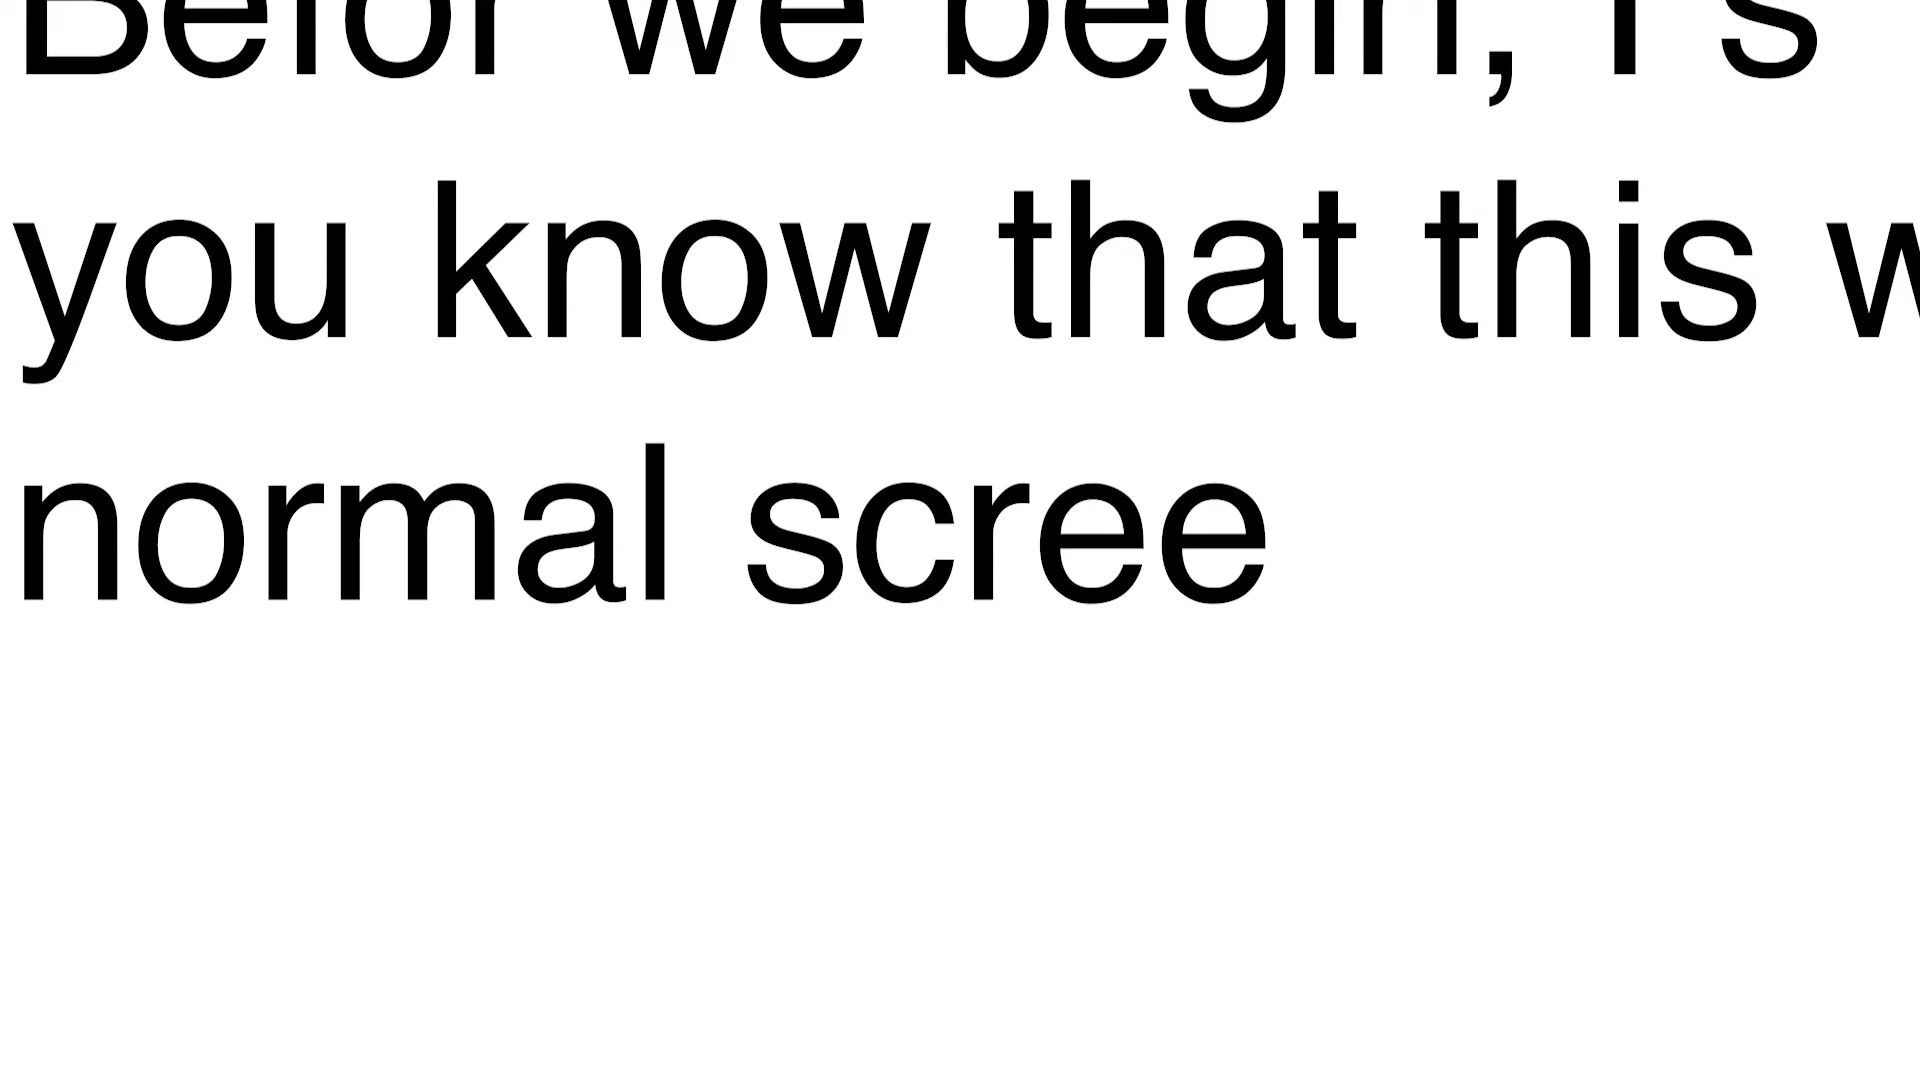 Befor we begin, I s
you know that this w
normal scree